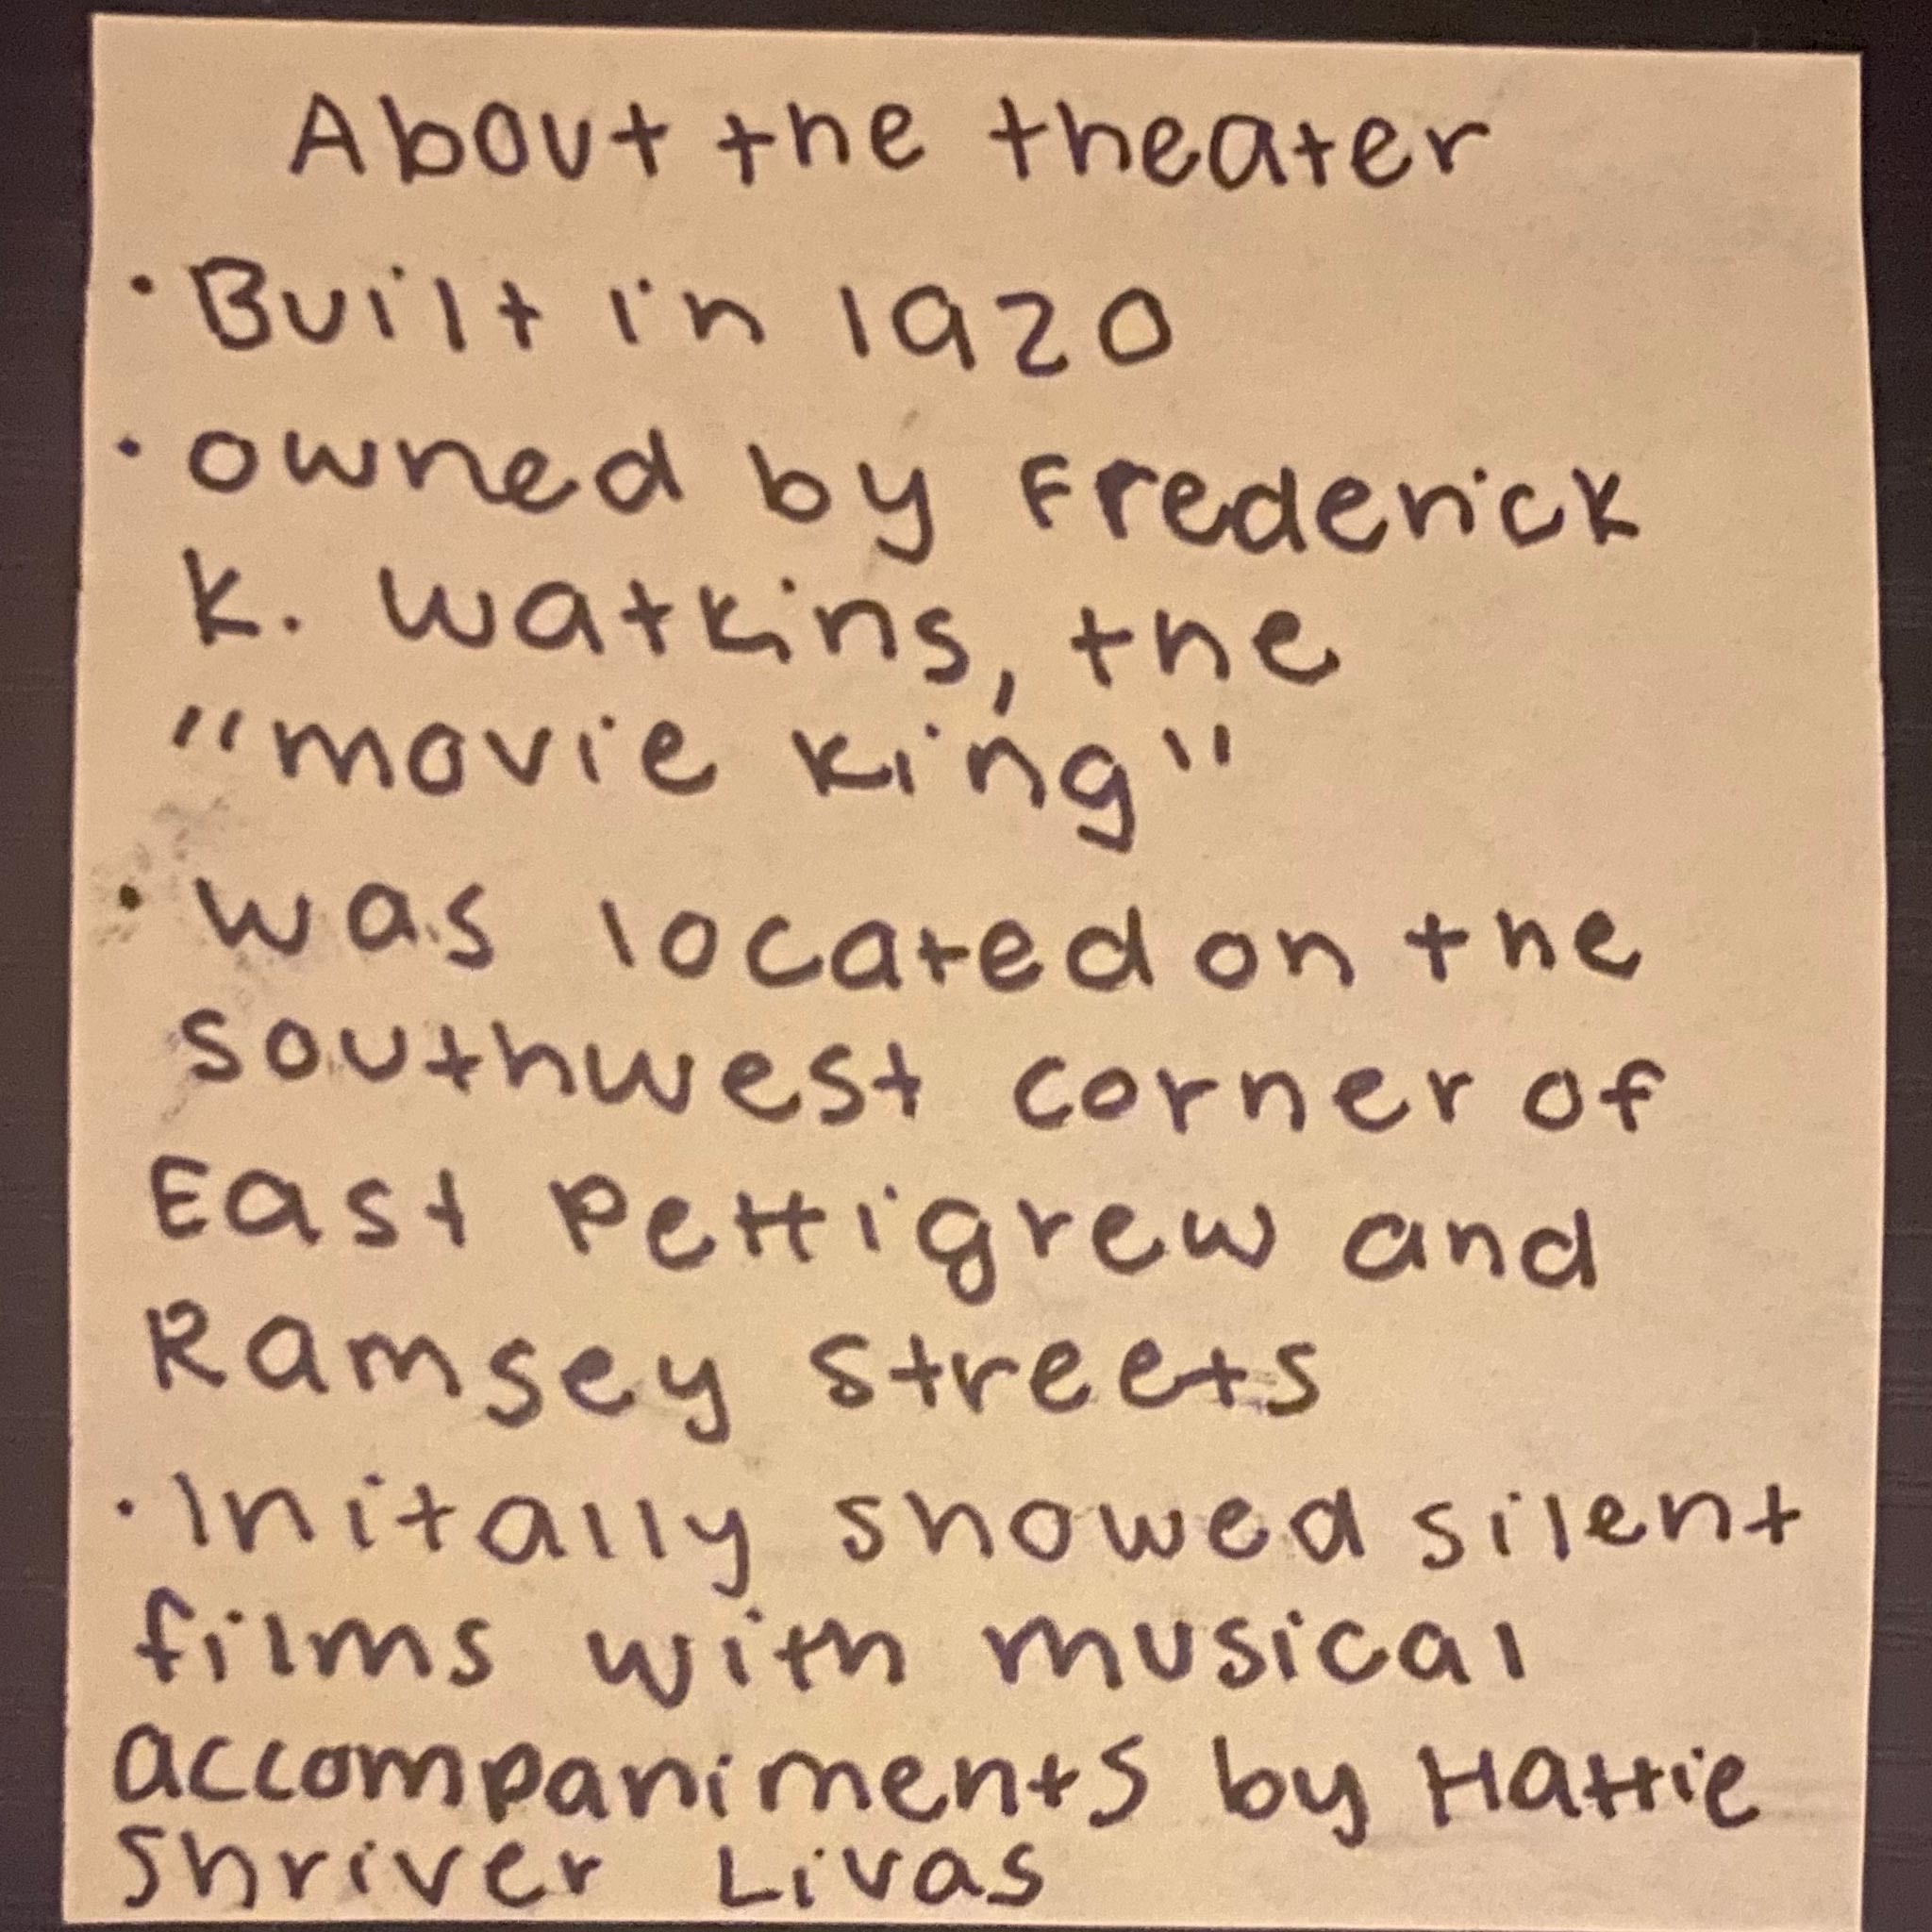 About the theater
· Built in 1920
· owned by Frederick
K. Watkins, the
"movie king"
· was located on the
southwest corner of
East Pettigrew and
Ramsey streets
· Initally showed silent
films with musical
accompaniments by Hattie
Shriver Livas